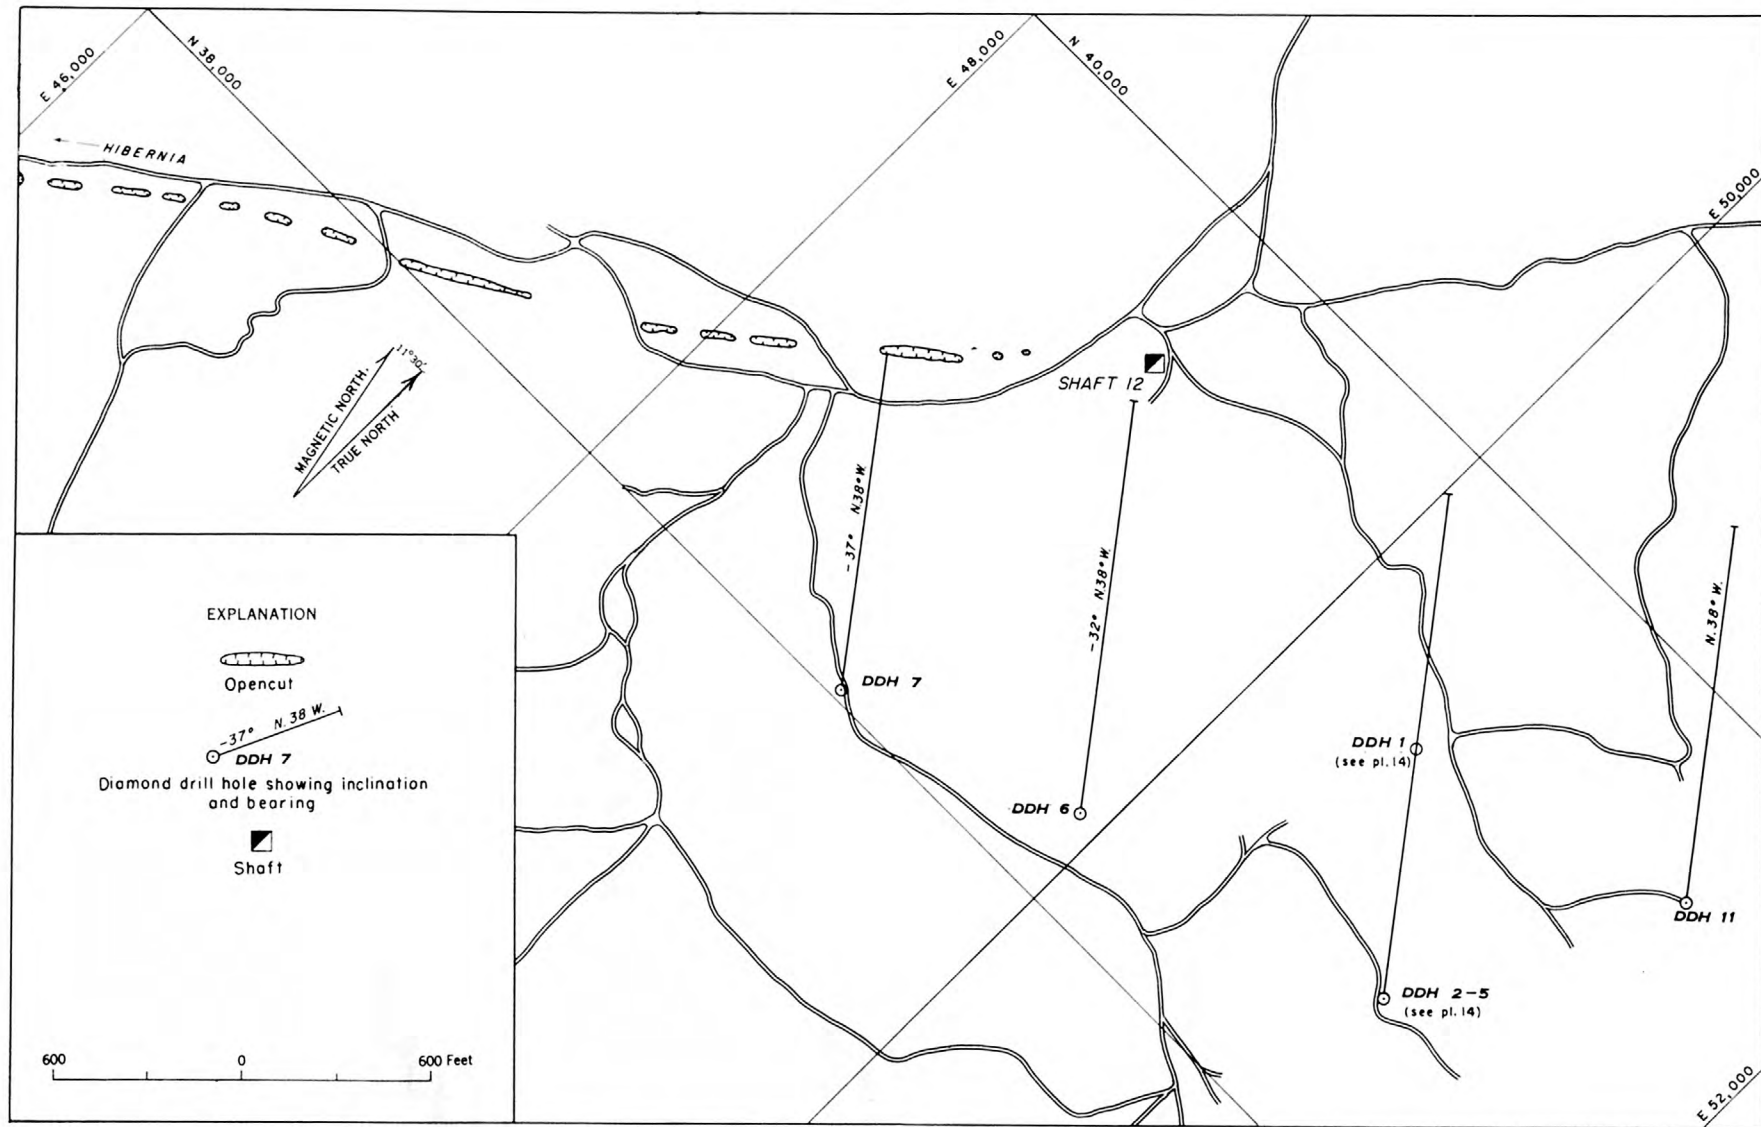 E 46,000
N 38,000
E 48,000
N 40,000
E 50,000
HIBERNIA
MAGNETIC NORTH.
11°30'
TRUE NORTH
SHAFT 12
-37° N.38° W.
-32° N.38° W.
N.38° W.
DDH 7
DDH 6
DDH 1
(see pl.14)
DDH 11
DDH 2-5
(see pl.14)
E 52,000
EXPLANATION
Opencut
-37° N. 38 W.
DDH 7
Diamond drill hole showing inclination
and bearing
Shaft
600 0 600 Feet